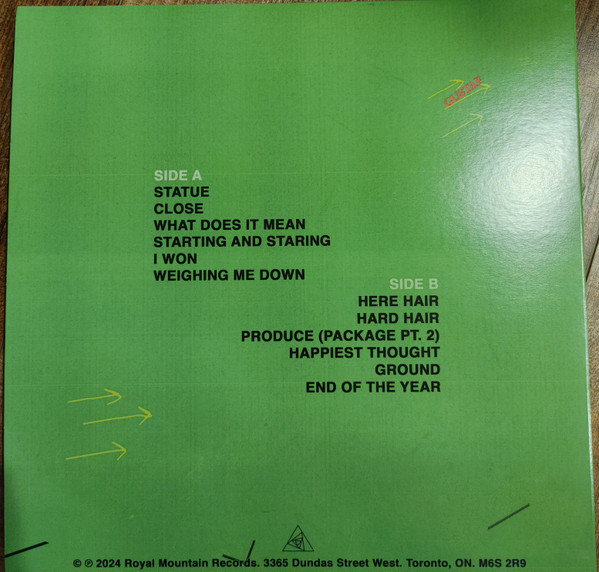 GUITAR
SIDE A
STATUE
CLOSE
WHAT DOES IT MEAN
STARTING AND STARING
I WON
WEIGHING ME DOWN
SIDE B
HERE HAIR
HARD HAIR
PRODUCE (PACKAGE PT. 2)
HAPPIEST THOUGHT
GROUND
END OF THE YEAR
© ℗ 2024 Royal Mountain Records. 3365 Dundas Street West. Toronto, ON. M6S 2R9